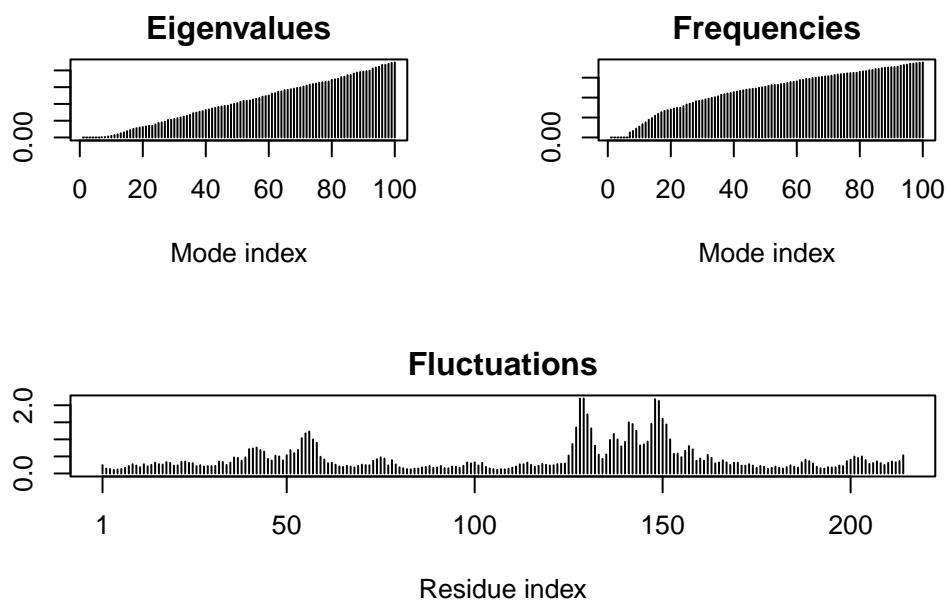 Eigenvalues
0.00
0 20 40 60 80 100
Mode index
Frequencies
0.00
0 20 40 60 80 100
Mode index
Fluctuations
2.0
0.0
1 50 100 150 200
Residue index